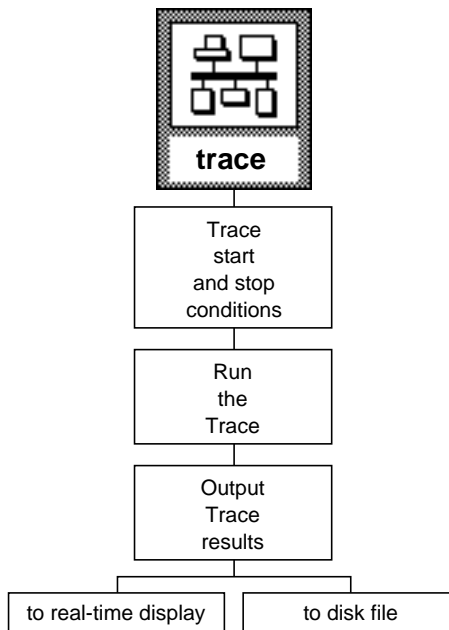 trace
Trace
start
and stop
conditions
Run
the
Trace
Output
Trace
results
to real-time display
to disk file